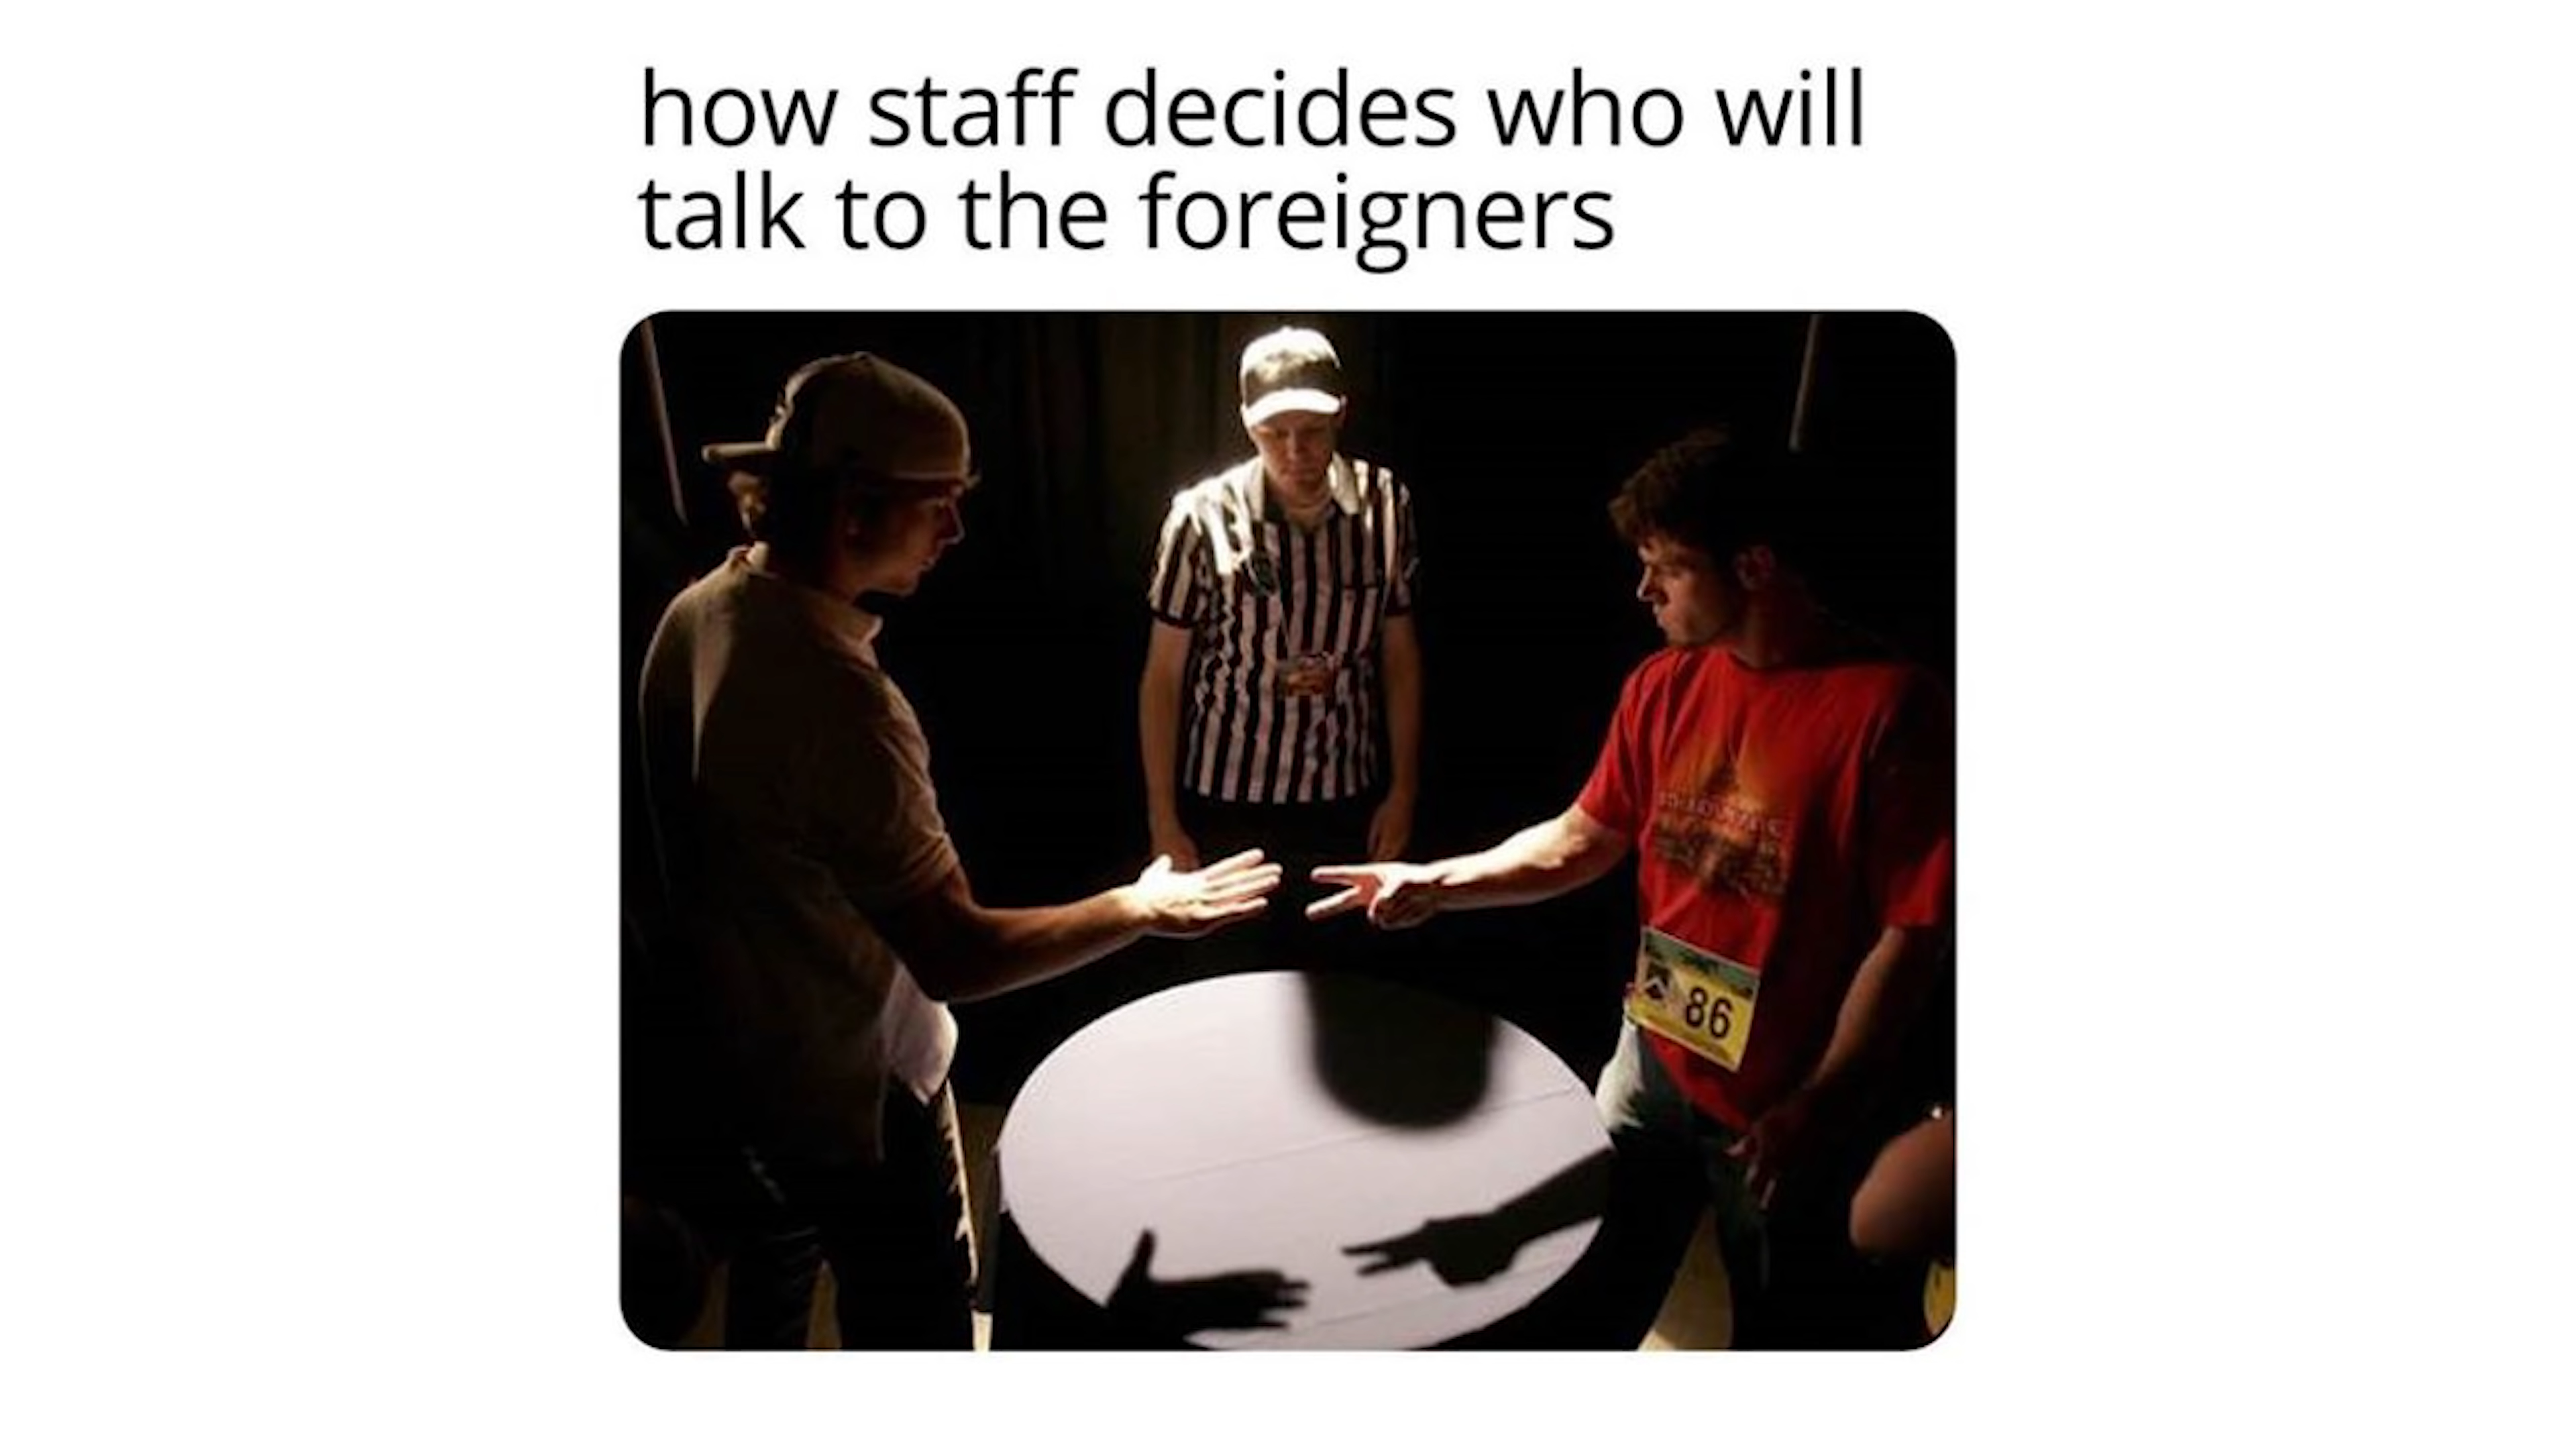 how staff decides who will
talk to the foreigners
86